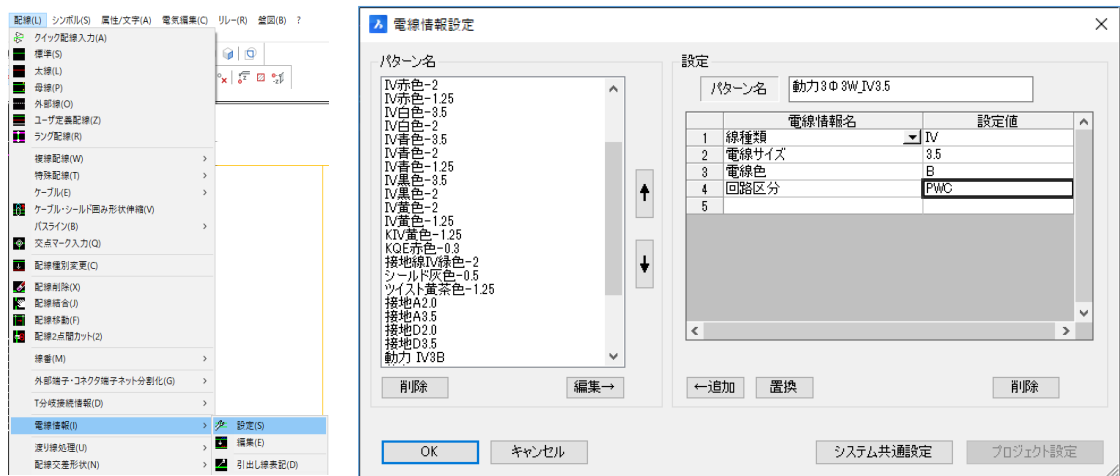 配線(L) シンボル(S) 属性/文字(A) 電気編集(C) リレー(R) 盤図(B) ?
クイック配線入力(A)
標準(S)
太線(L)
母線(P)
外部線(O)
ユーザ定義配線(Z)
ラング配線(R)
複線配線(W)
特殊配線(T)
ケーブル(E)
ケーブル・シールド囲み形状伸縮(V)
バスライン(B)
交点マーク入力(Q)
配線種別変更(C)
配線削除(X)
配線結合(J)
配線移動(F)
配線2点間カット(2)
線番(M)
外部端子・コネクタ端子ネット分割化(G)
T分岐接続情報(D)
電線情報(I)
渡り線処理(U)
配線交差形状(N)
設定(S)
編集(E)
引出し線表記(D)
電線情報設定
パターン名
IV赤色-2
IV赤色-1.25
IV白色-3.5
IV白色-2
IV青色-3.5
IV青色-2
IV青色-1.25
IV黒色-3.5
IV黒色-2
IV黄色-2
IV黄色-1.25
KIV黄色-1.25
KQE赤色-0.3
接地線IV緑色-2
シールド灰色-0.5
ツイスト黄茶色-1.25
接地A2.0
接地A3.5
接地D2.0
接地D3.5
動力 IV3B
削除
編集→
設定
パターン名 動力3Φ3W_IV3.5
電線情報名 設定値
1 線種類 IV
2 電線サイズ 3.5
3 電線色 B
4 回路区分 PWC
5
←追加 置換 削除
OK キャンセル システム共通設定 プロジェクト設定